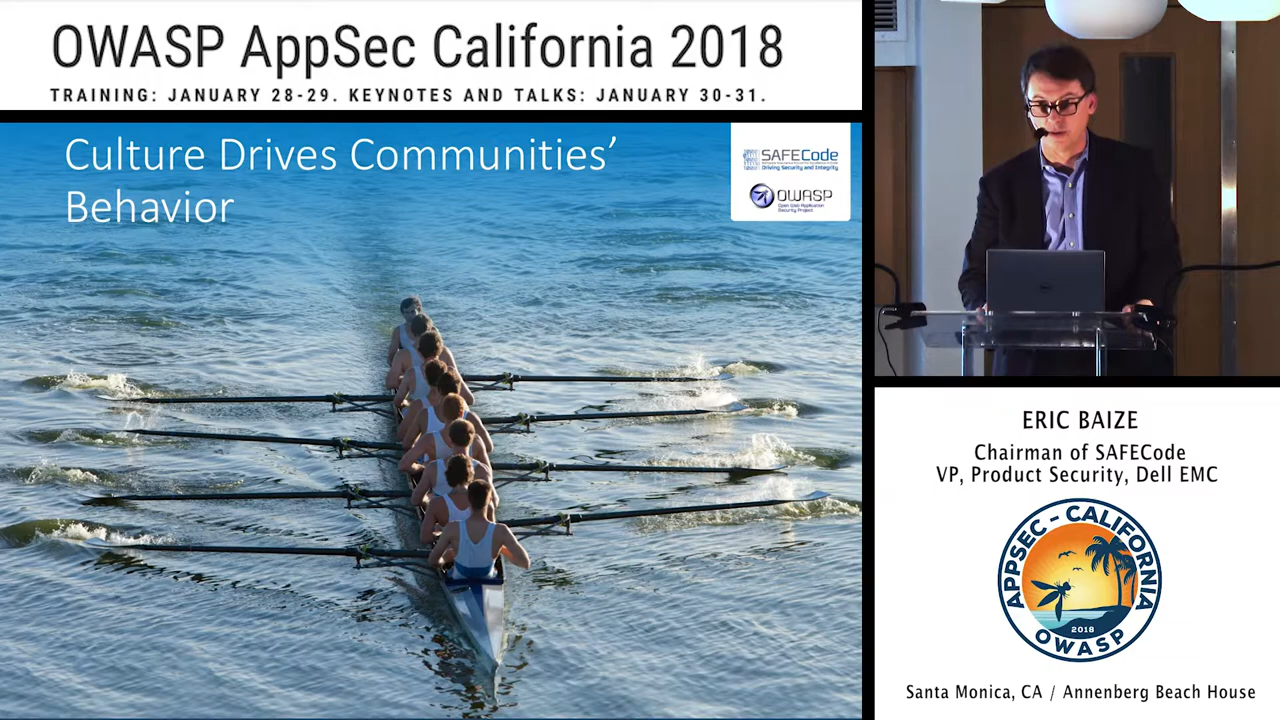 OWASP AppSec California 2018
TRAINING: JANUARY 28-29. KEYNOTES AND TALKS: JANUARY 30-31.
Culture Drives Communities’
Behavior
SAFECode
Driving Security and Integrity
OWASP
Open Web Application
Security Project
ERIC BAIZE
Chairman of SAFECode
VP, Product Security, Dell EMC
APPSEC - CALIFORNIA
2018
OWASP
Santa Monica, CA / Annenberg Beach House